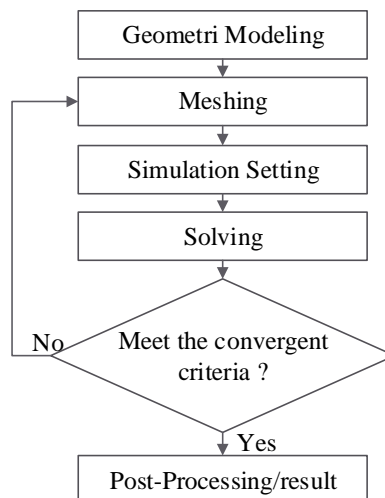 Geometri Modeling
Meshing
Simulation Setting
Solving
Meet the convergent
criteria ?
No
Yes
Post-Processing/result